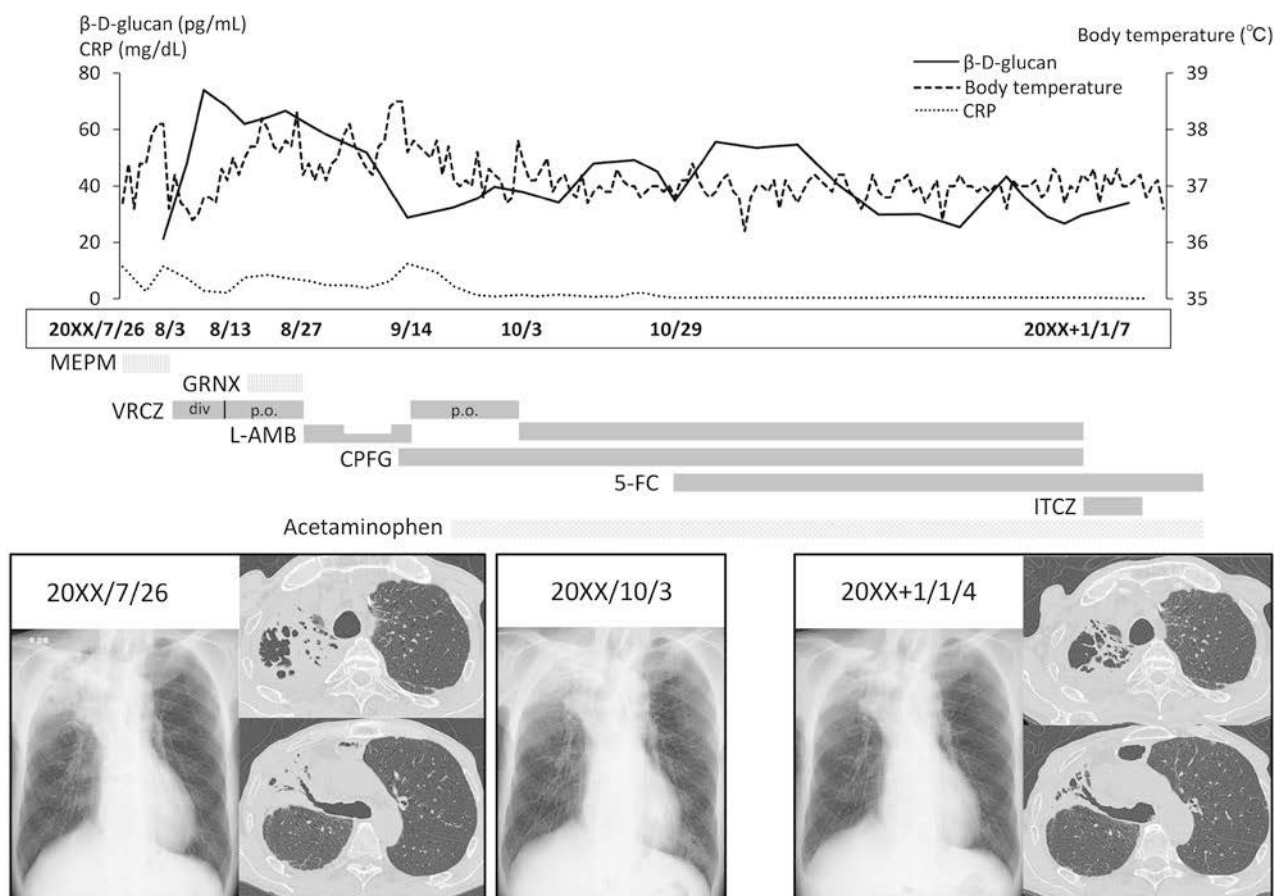 β-D-glucan (pg/mL)
CRP (mg/dL)
Body temperature (℃)
80
60
40
20
0
39
38
37
36
35
β-D-glucan
Body temperature
CRP
20XX/7/26 8/3 8/13 8/27 9/14 10/3 10/29 20XX+1/1/7
MEPM
GRNX
VRCZ div p.o. p.o.
L-AMB
CPFG
5-FC
ITCZ
Acetaminophen
20XX/7/26 20XX/10/3 20XX+1/1/4